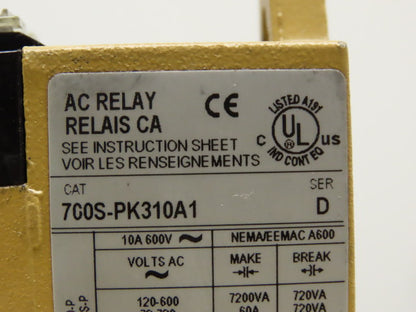 AC RELAY
RELAIS CA
SEE INSTRUCTION SHEET
VOIR LES RENSEIGNEMENTS
CE
LISTED A191
C UL ® US
IND CONT EQ
CAT SER
700S-PK310A1 D
10A 600V ~ NEMA/EEMAC A600
VOLTS AC MAKE BREAK
~
120-600 7200VA 720VA
60A 720VA